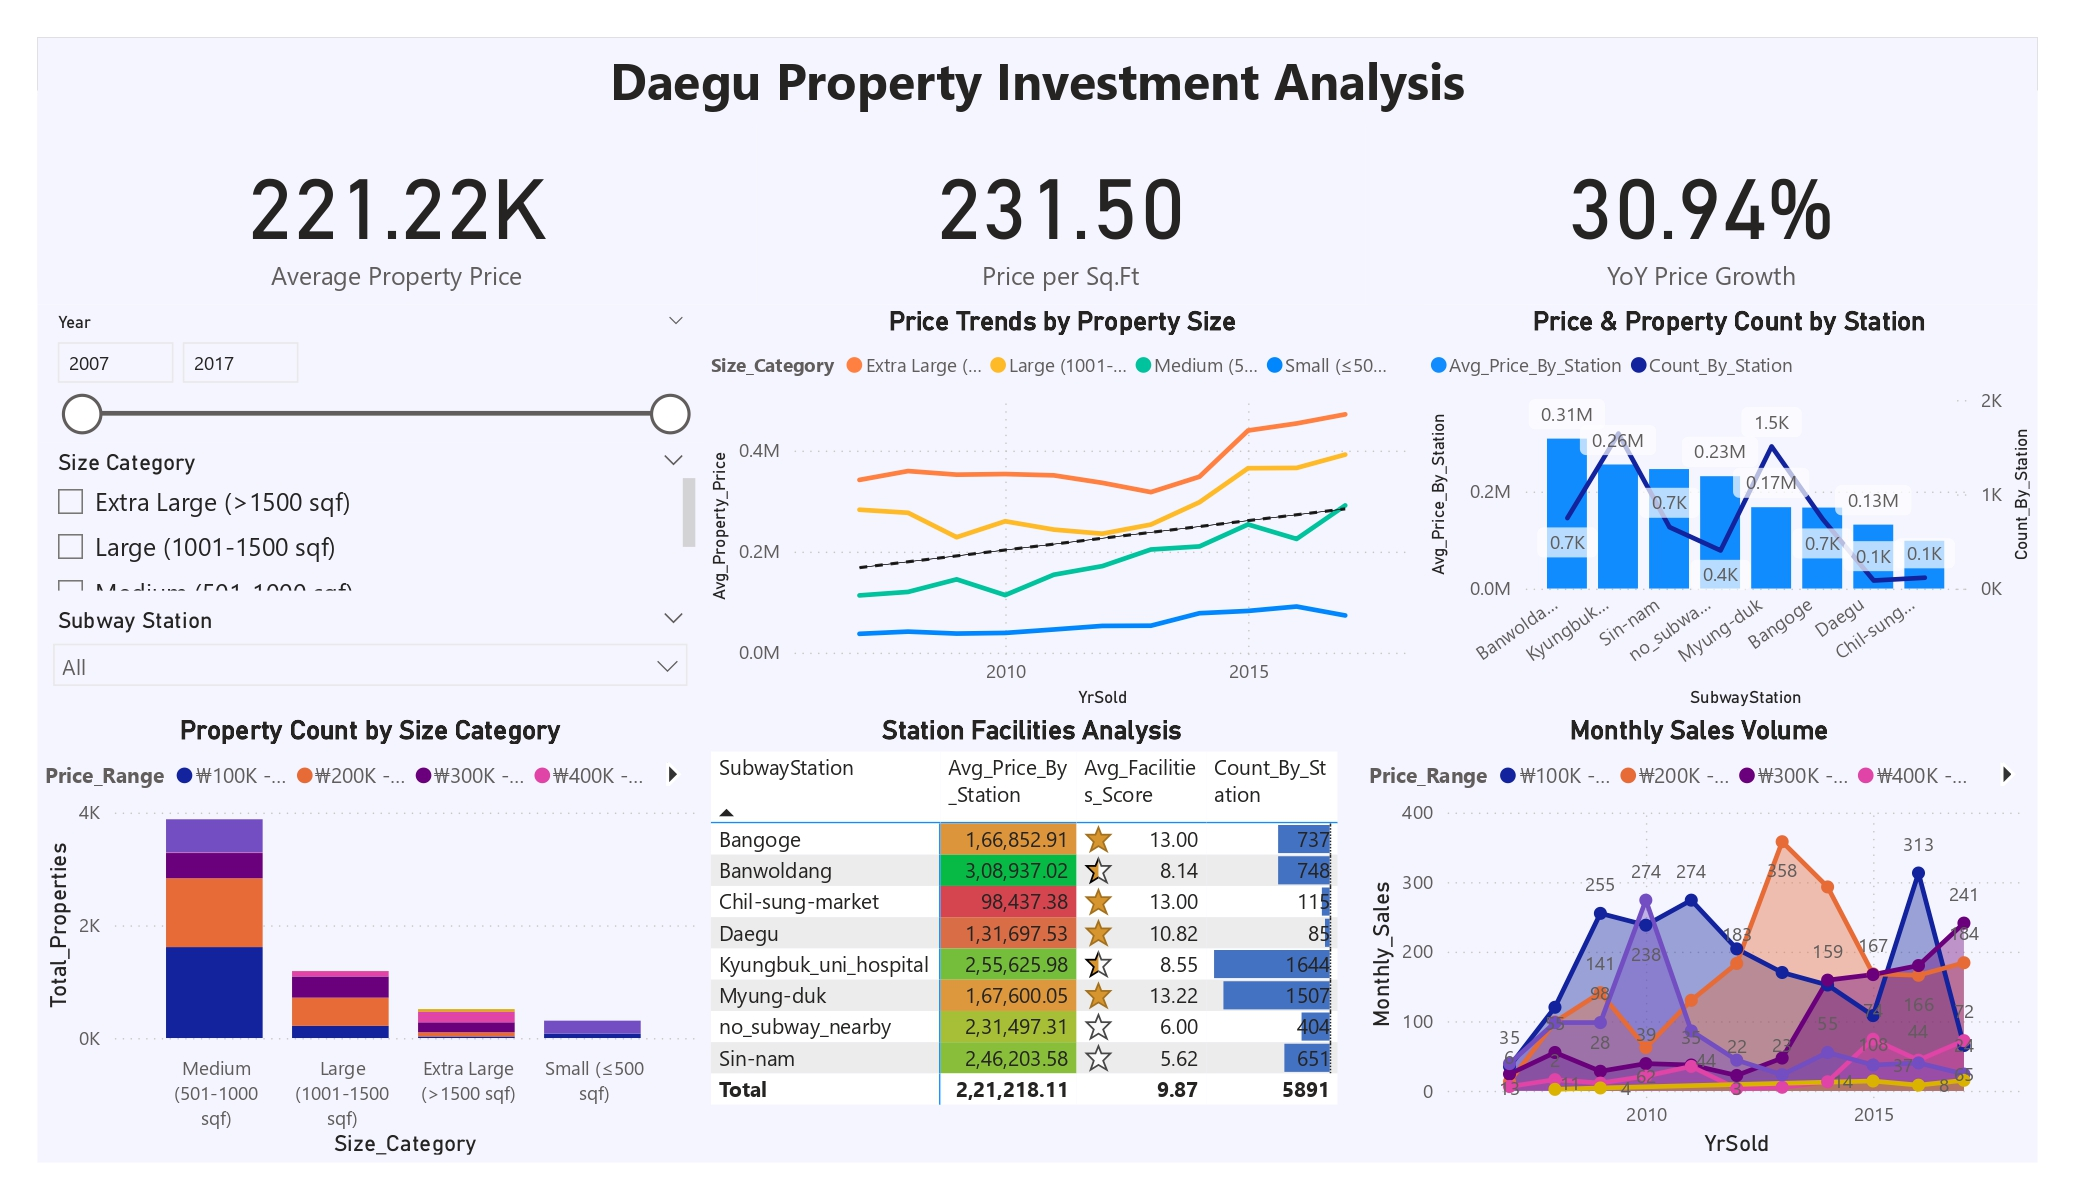 Daegu Property Investment Analysis
221.22K
Average Property Price
231.50
Price per Sq.Ft
30.94%
YoY Price Growth
Year
2007 2017
Size Category
Extra Large (>1500 sqf)
Large (1001-1500 sqf)
Medium (501-1000 sqf)
Subway Station
All
Price Trends by Property Size
Size_Category Extra Large (... Large (1001-... Medium (5... Small (≤50...
Avg_Property_Price
0.4M
0.2M
0.0M
2010 2015
YrSold
Price & Property Count by Station
Avg_Price_By_Station Count_By_Station
Avg_Price_By_Station
0.2M
0.0M
0.31M
0.26M
0.23M
1.5K
0.17M
0.13M
0.7K
0.7K
0.4K
0.7K
0.1K
0.1K
2K
1K
0K
Count_By_Station
Banwolda... Kyungbuk... Sin-nam no_subwa... Myung-duk Bangoge Daegu Chil-sung...
SubwayStation
Property Count by Size Category
Price_Range ₩100K -... ₩200K -... ₩300K -... ₩400K -...
Total_Properties
4K
2K
0K
Medium
(501-1000
sqf)
Large
(1001-1500
sqf)
Extra Large
(>1500 sqf)
Small (≤500
sqf)
Size_Category
Station Facilities Analysis
SubwayStation Avg_Price_By Avg_Facilitie Count_By_St
_Station s_Score ation
Bangoge 1,66,852.91 13.00 737
Banwoldang 3,08,937.02 8.14 748
Chil-sung-market 98,437.38 13.00 115
Daegu 1,31,697.53 10.82 85
Kyungbuk_uni_hospital 2,55,625.98 8.55 1644
Myung-duk 1,67,600.05 13.22 1507
no_subway_nearby 2,31,497.31 6.00 404
Sin-nam 2,46,203.58 5.62 651
Total 2,21,218.11 9.87 5891
Monthly Sales Volume
Price_Range ₩100K -... ₩200K -... ₩300K -... ₩400K -...
Monthly_Sales
400
300
200
100
0
313
274 274
358
255
241
183
184
167
159
141
238
98
166
72
55
35
39
44
28
35
22
23
108
44
37
62
65
13
11
4
14
8
2010 2015
YrSold